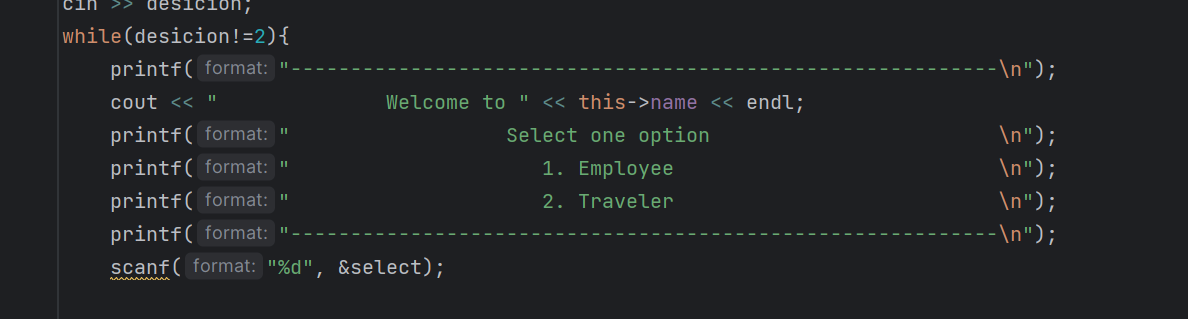 cin >> desicion;
while(desicion!=2){
printf( format: "-----------------------------------------------------------\n");
cout << "              Welcome to " << this->name << endl;
printf( format: "                  Select one option                        \n");
printf( format: "                     1. Employee                           \n");
printf( format: "                     2. Traveler                           \n");
printf( format: "-----------------------------------------------------------\n");
scanf( format: "%d", &select);